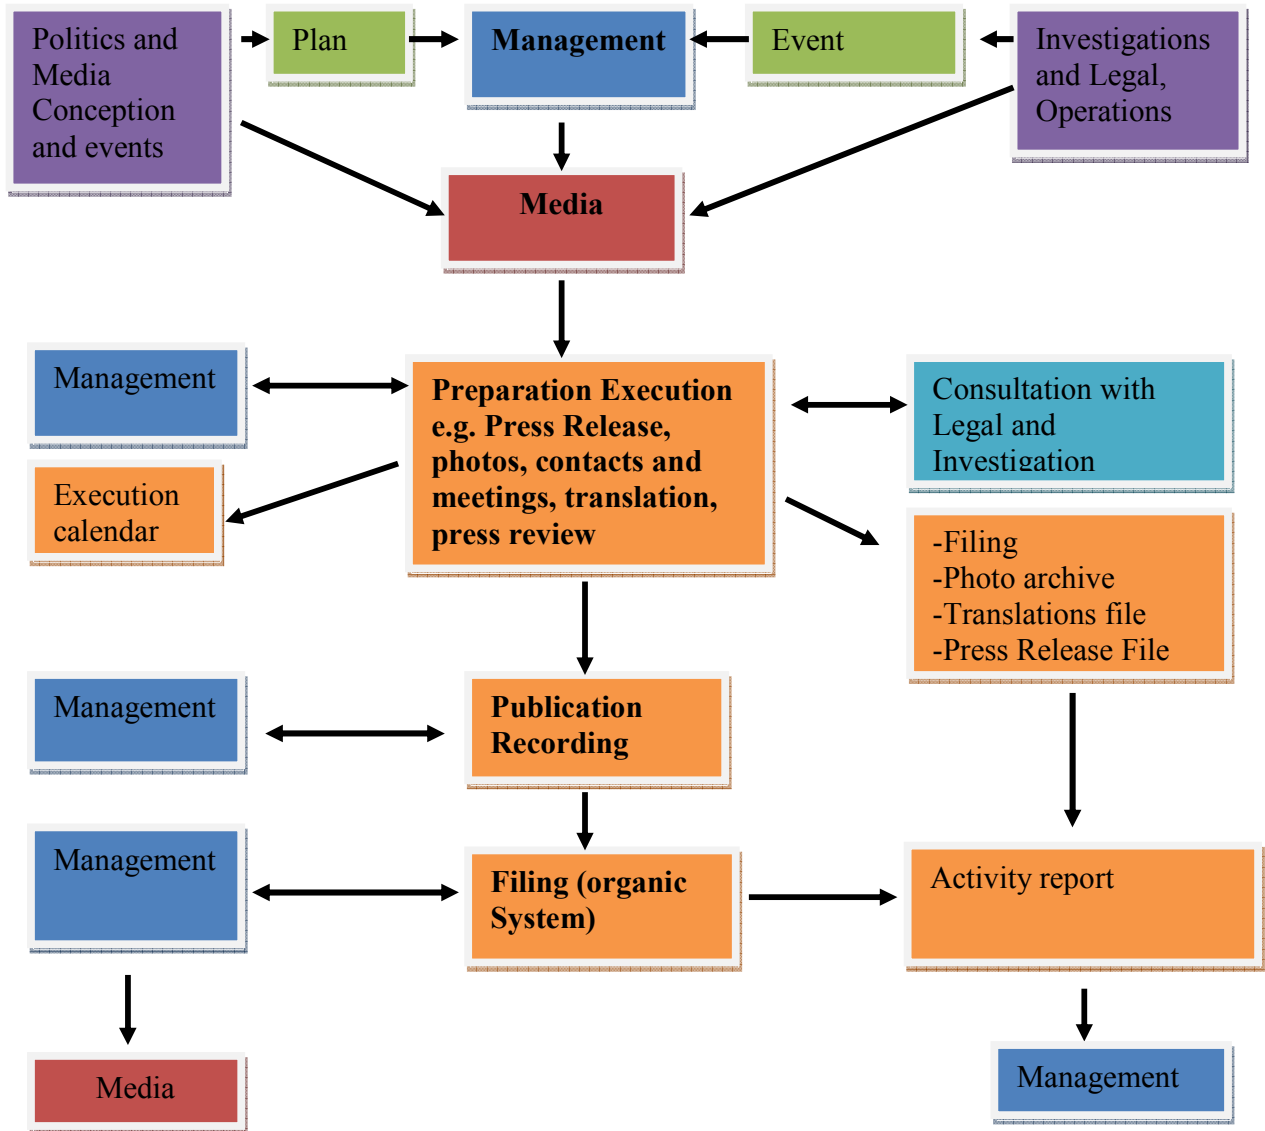 Politics and
Media
Conception
and events
Plan
Management
Event
Investigations
and Legal,
Operations
Media
Management
Preparation Execution
e.g. Press Release,
photos, contacts and
meetings, translation,
press review
Consultation with
Legal and
Investigation
Execution
calendar
-Filing
-Photo archive
-Translations file
-Press Release File
Management
Publication
Recording
Management
Filing (organic
System)
Activity report
Media
Management